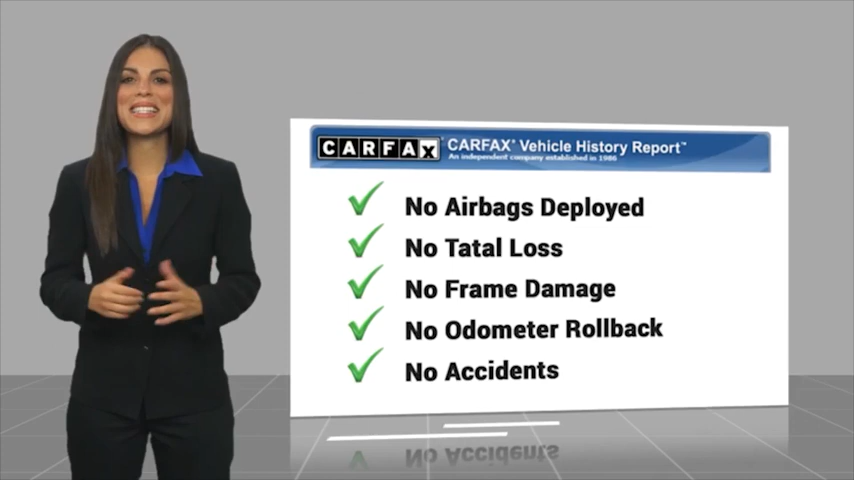 CARFAX CARFAX® Vehicle History Report™
An independent company established in 1986
No Airbags Deployed
No Tatal Loss
No Frame Damage
No Odometer Rollback
No Accidents
No Accidents